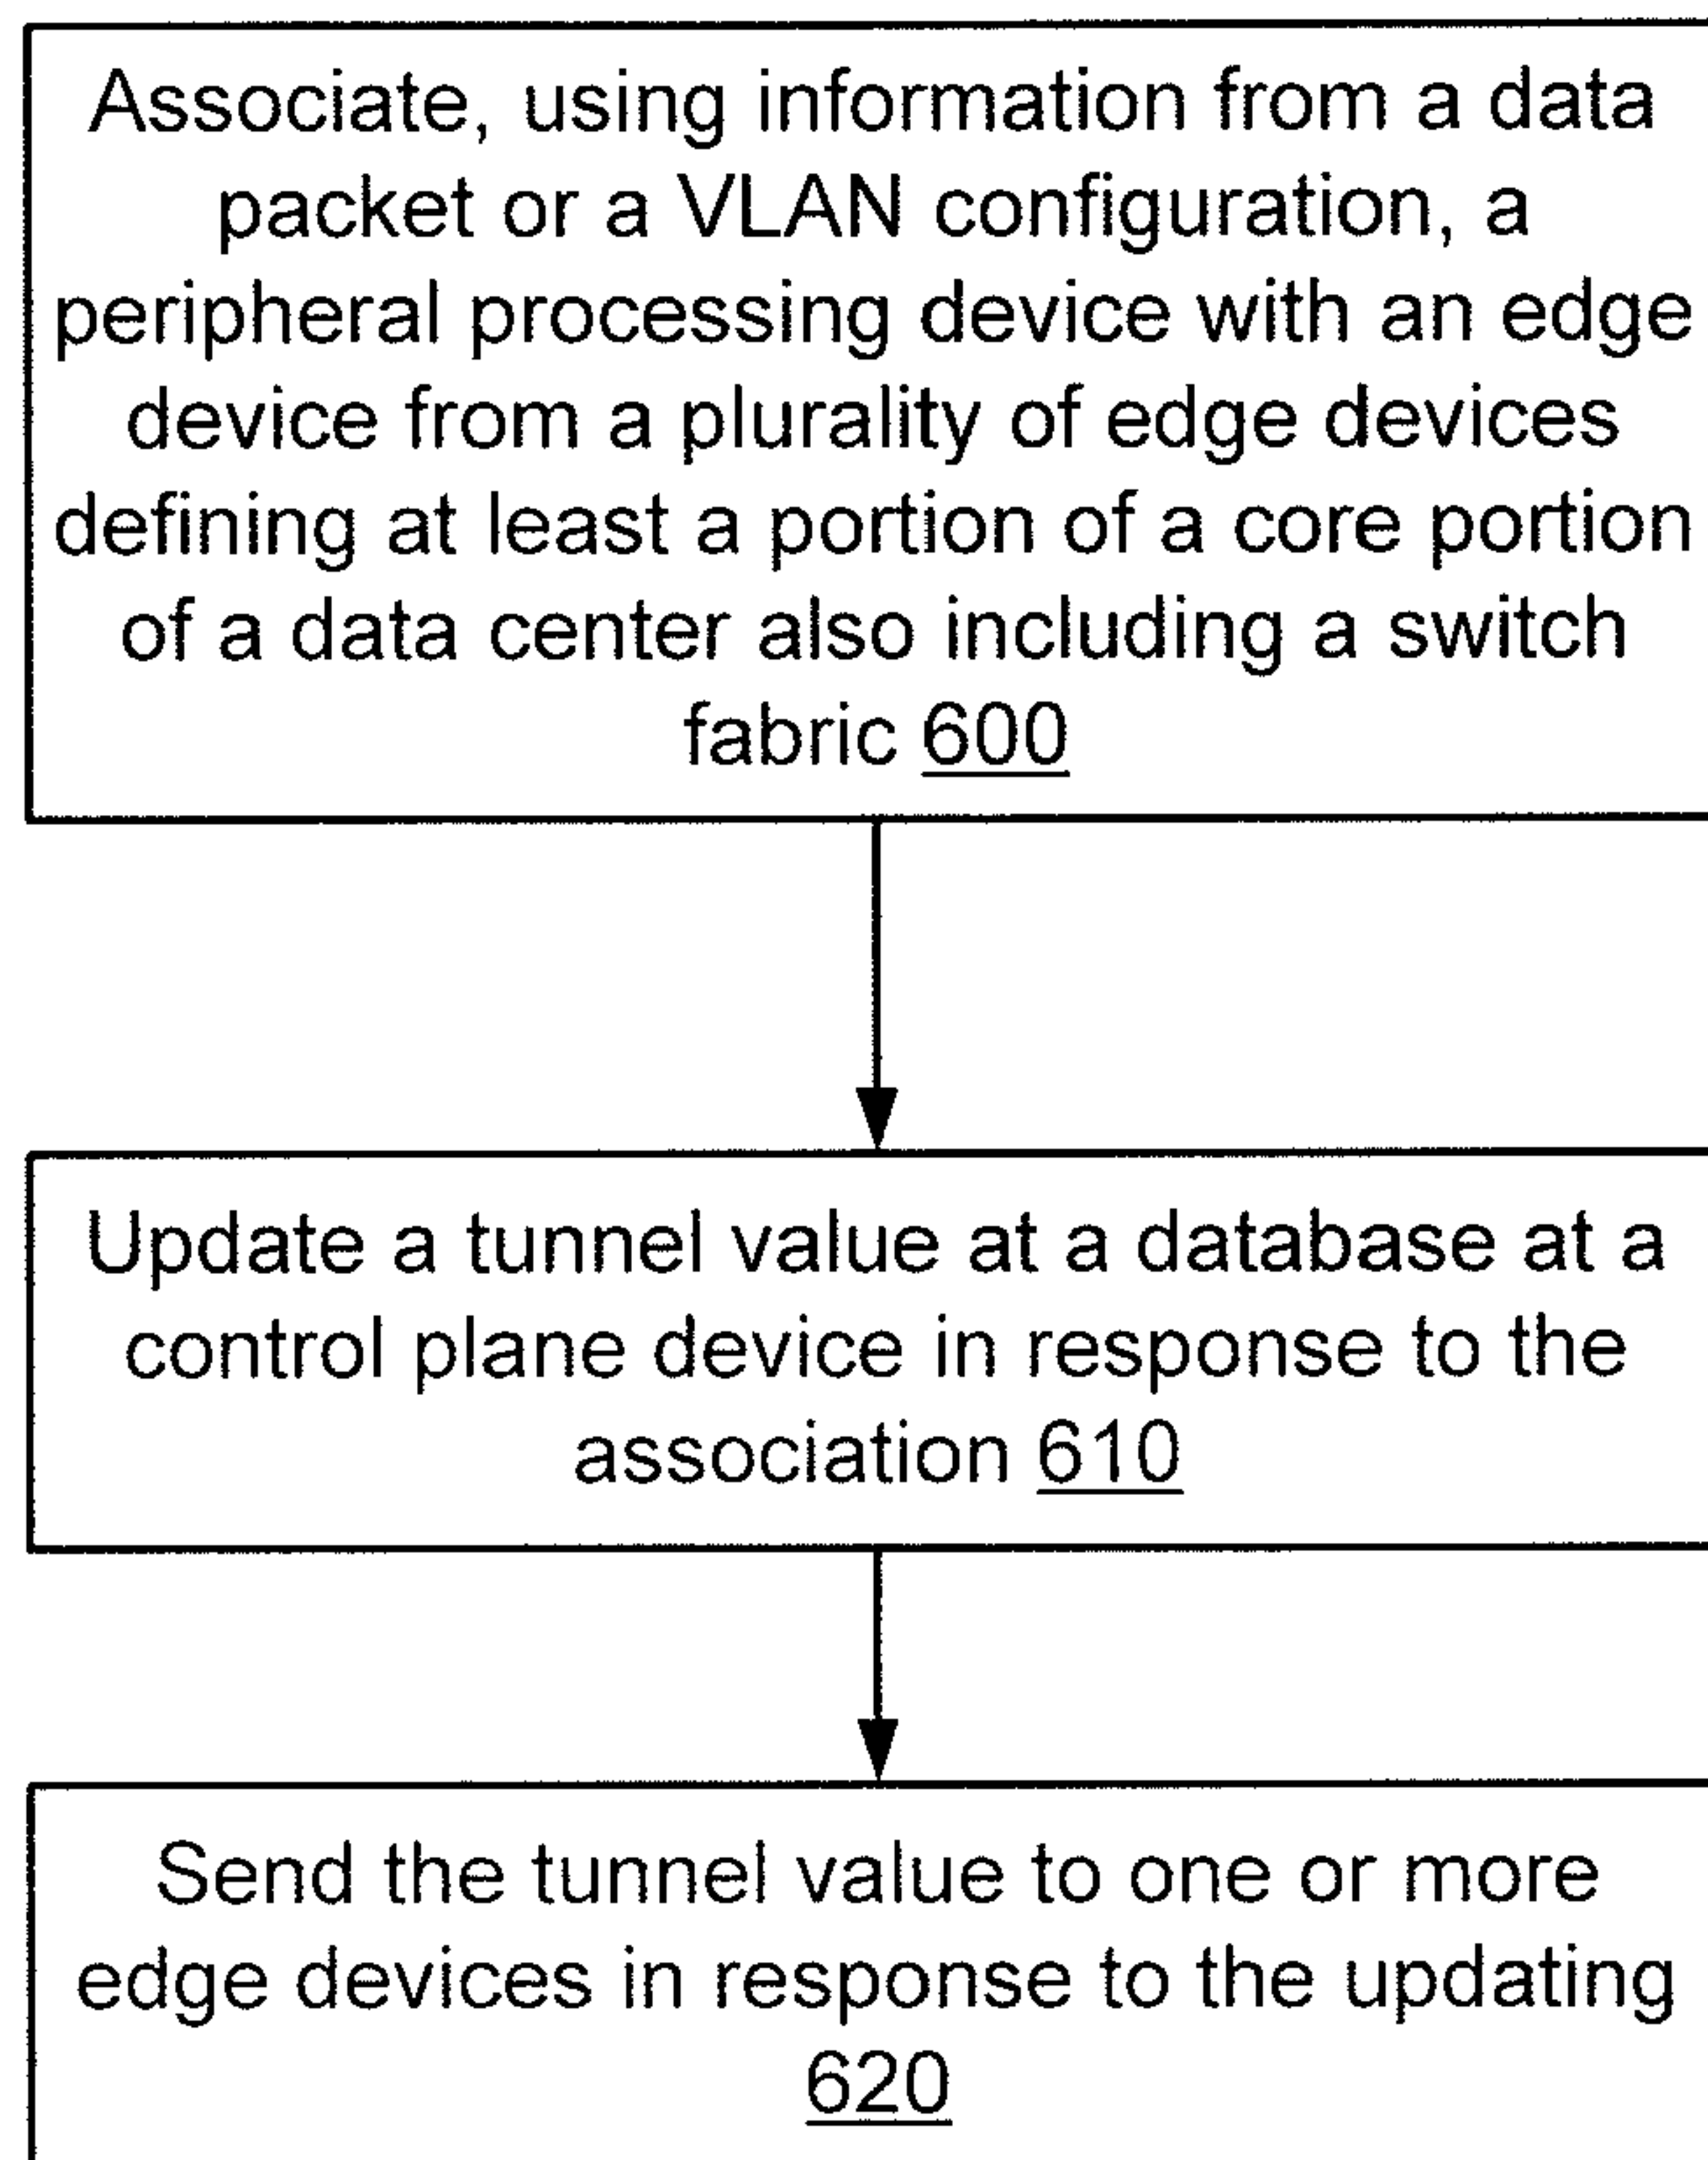 Associate, using information from a data
packet or a VLAN configuration, a
peripheral processing device with an edge
device from a plurality of edge devices
defining at least a portion of a core portion
of a data center also including a switch
fabric 600
Update a tunnel value at a database at a
control plane device in response to the
association 610
Send the tunnel value to one or more
edge devices in response to the updating
620